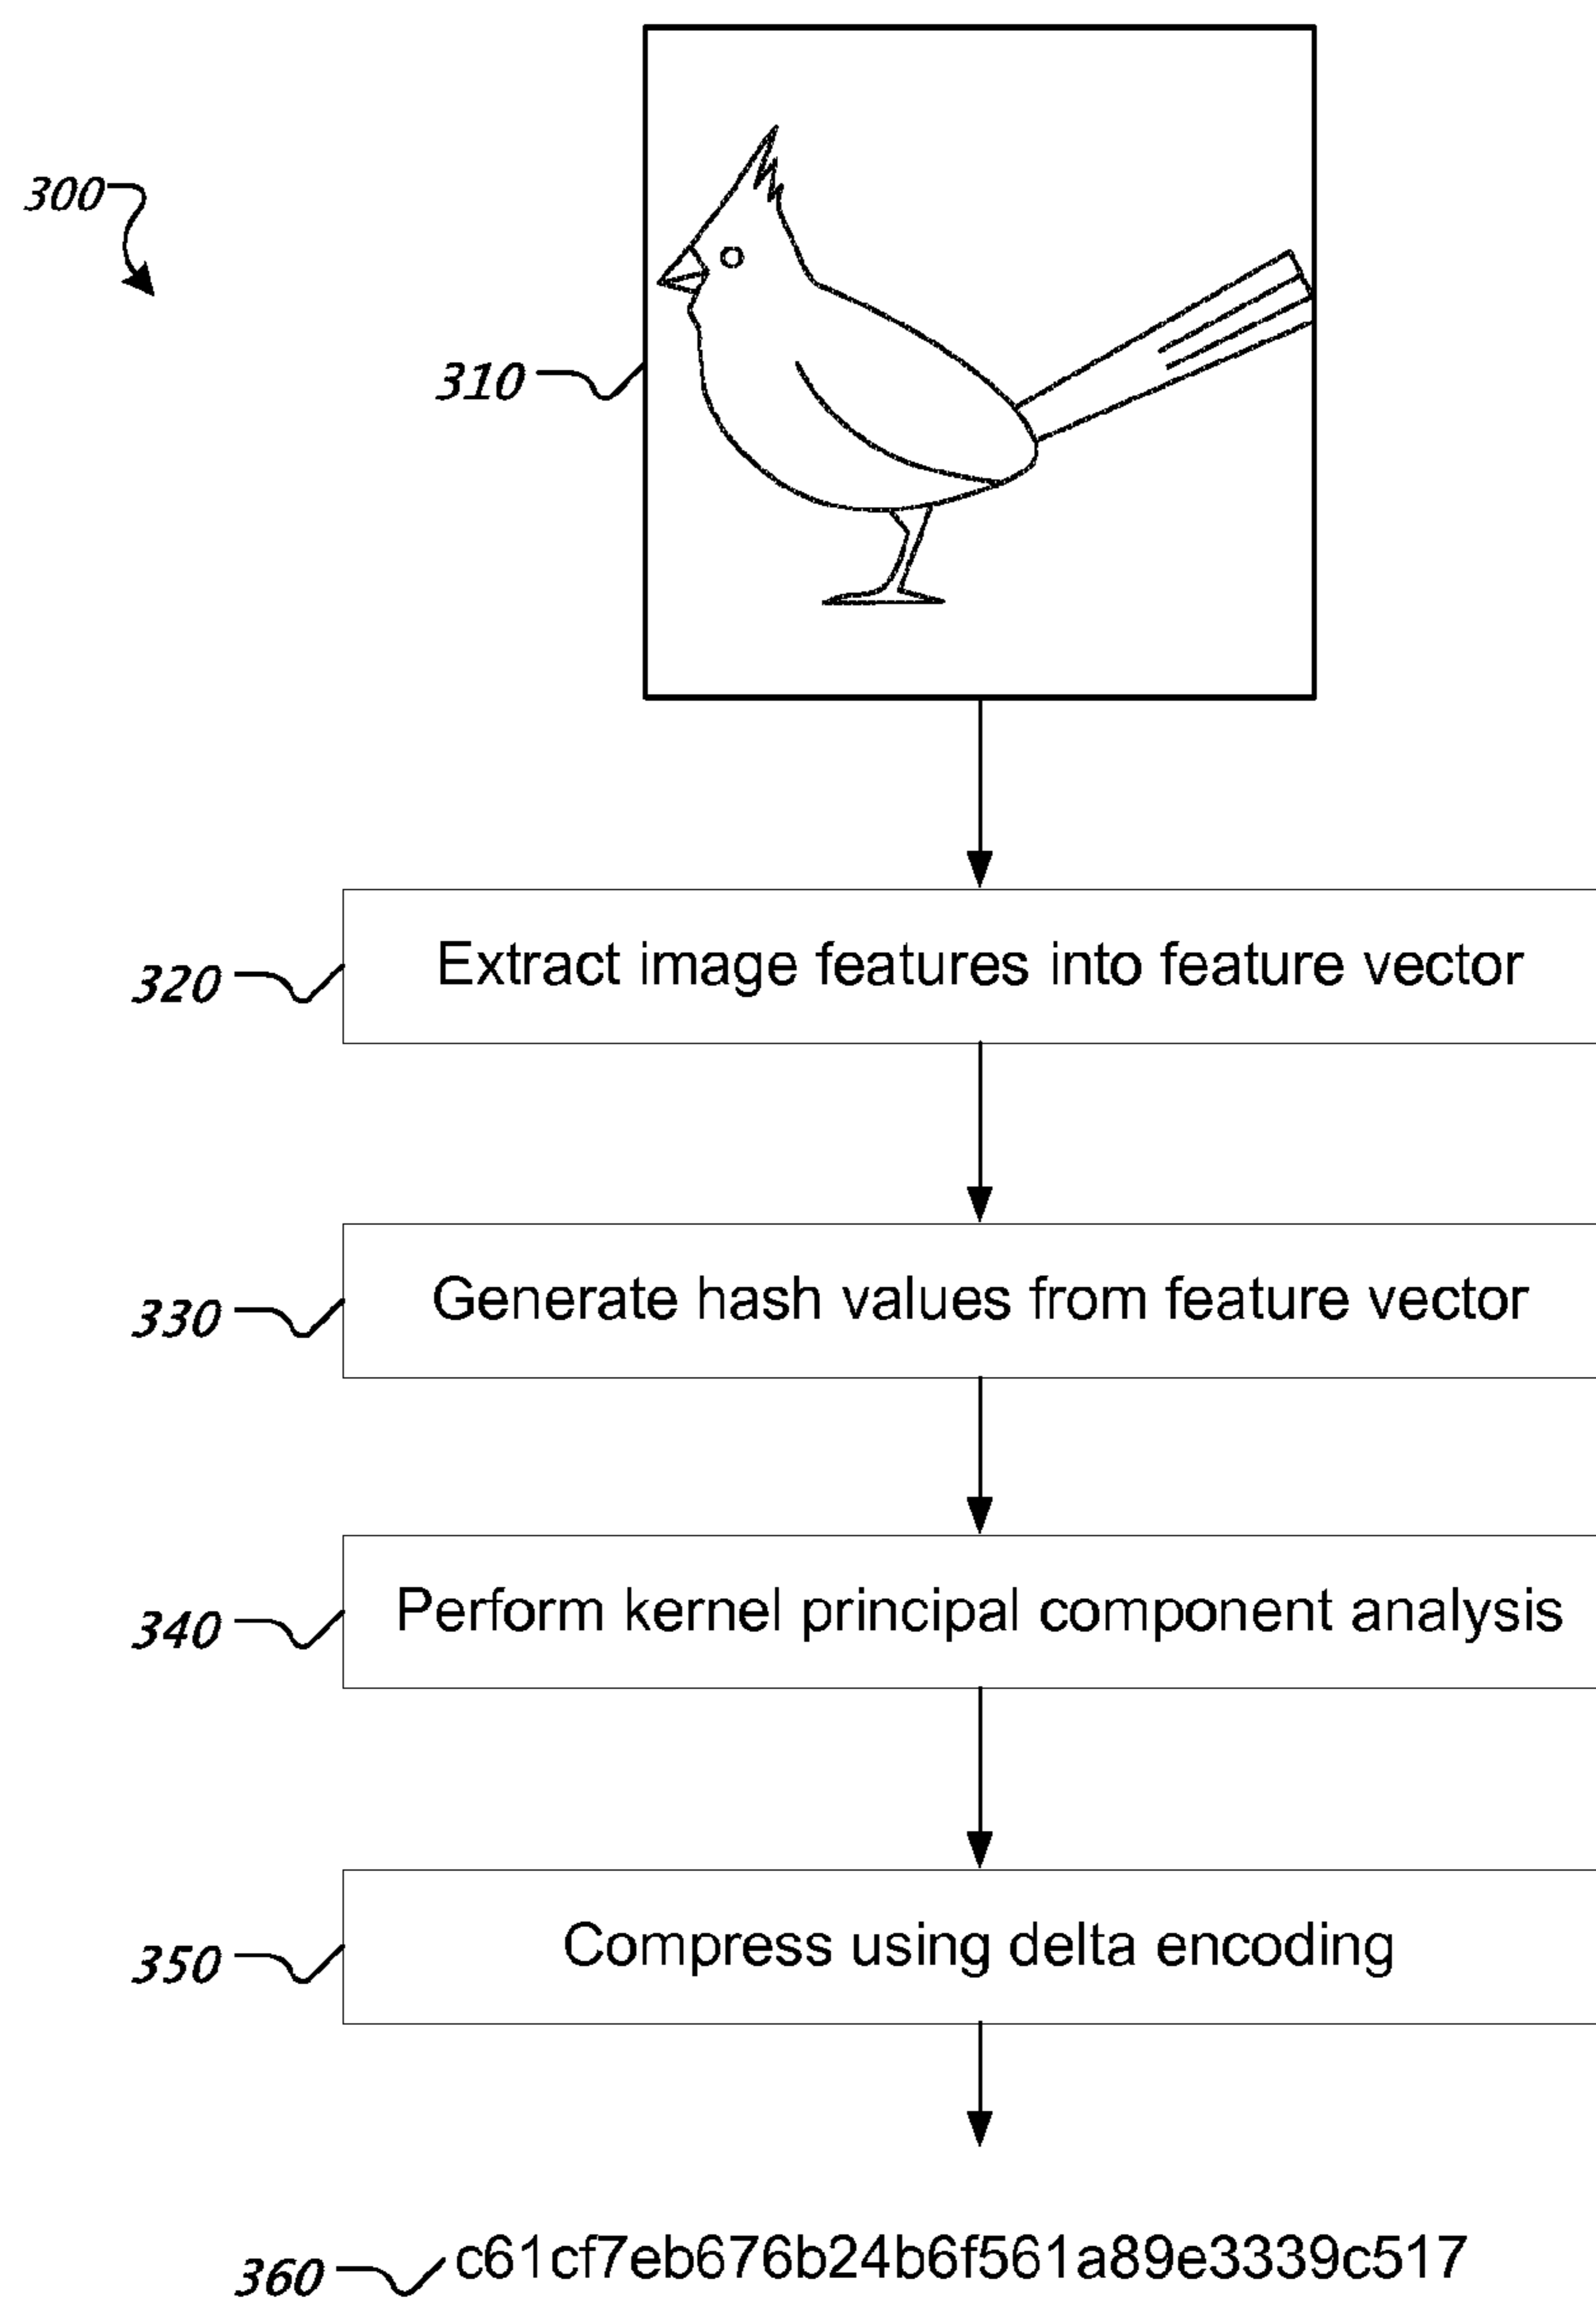 300
310
320 Extract image features into feature vector
330 Generate hash values from feature vector
340 Perform kernel principal component analysis
350 Compress using delta encoding
360 c61cf7eb676b24b6f561a89e3339c517